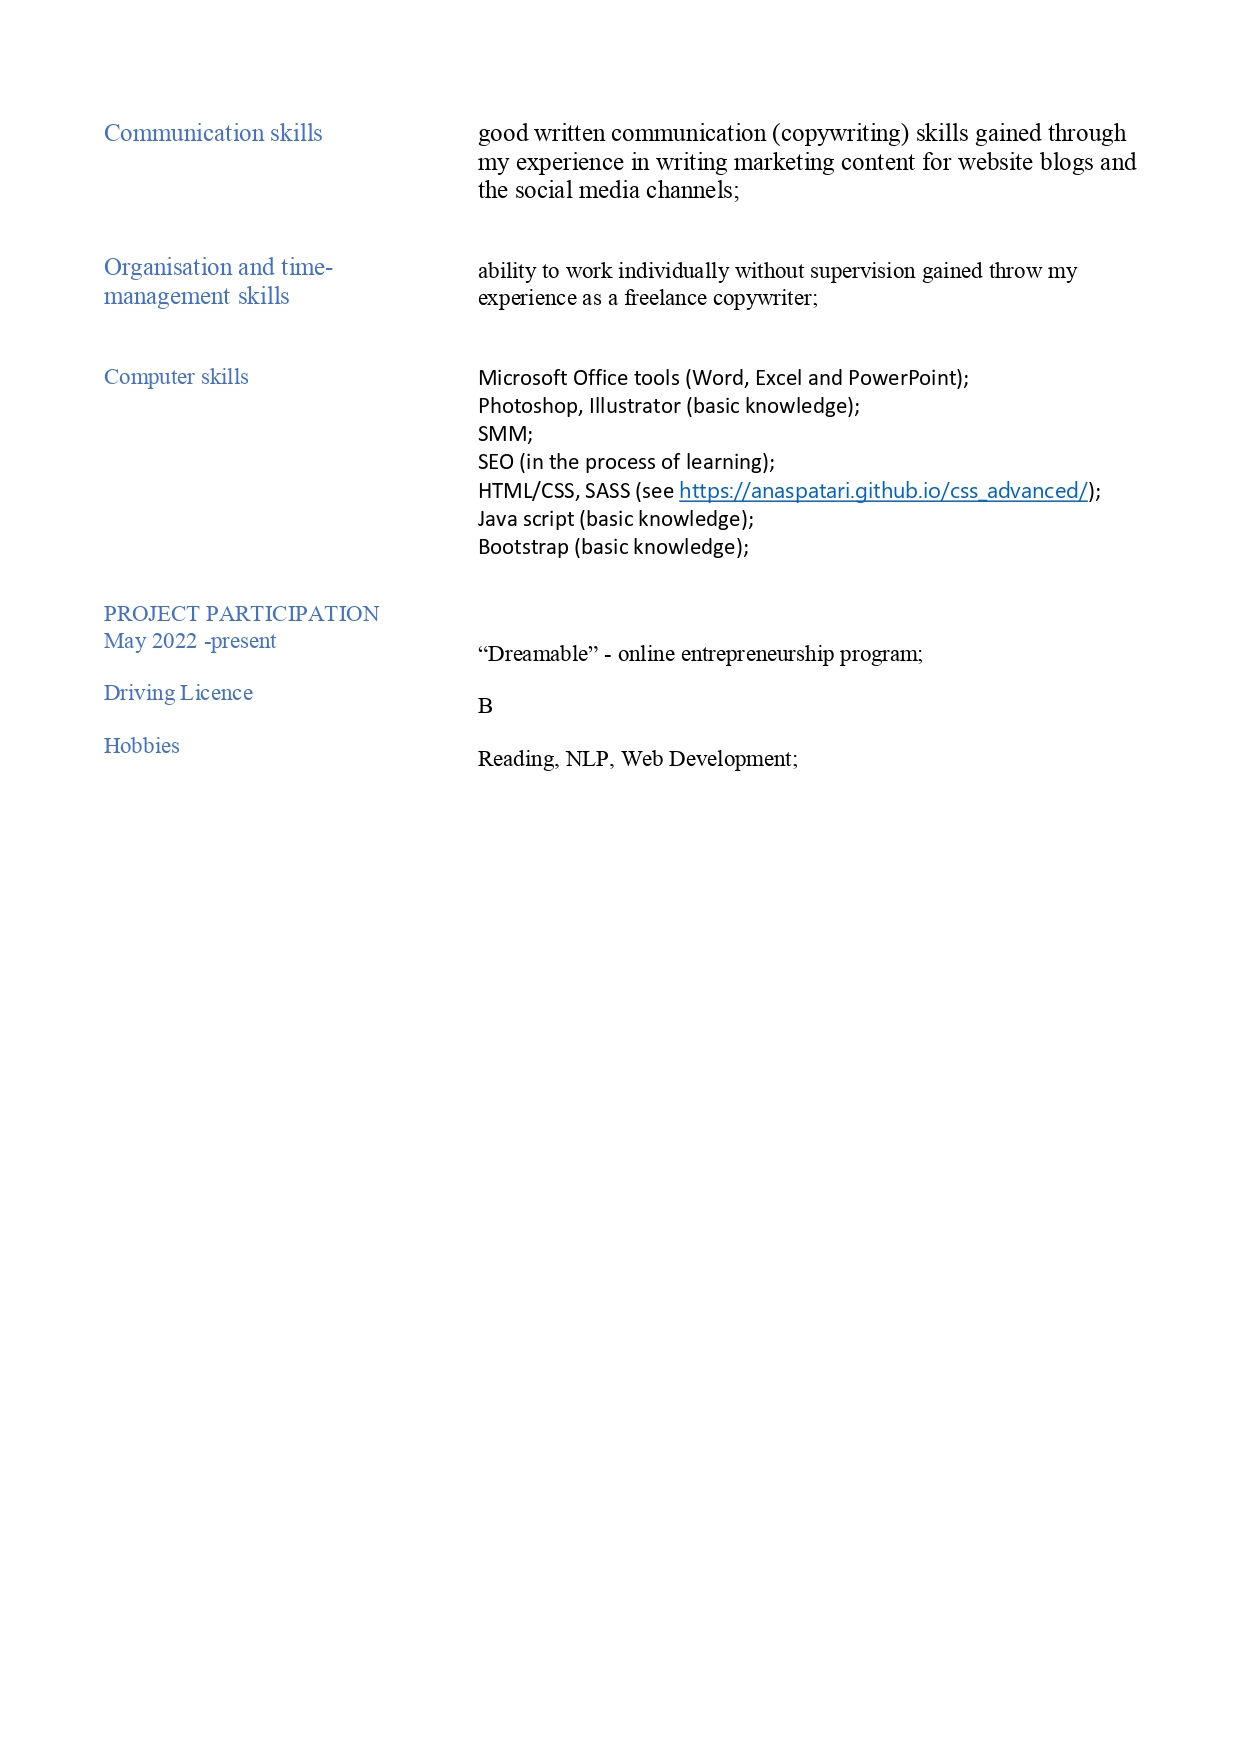 Communication skills
good written communication (copywriting) skills gained through
my experience in writing marketing content for website blogs and
the social media channels;
Organisation and time-
management skills
ability to work individually without supervision gained throw my
experience as a freelance copywriter;
Computer skills
Microsoft Office tools (Word, Excel and PowerPoint);
Photoshop, Illustrator (basic knowledge);
SMM;
SEO (in the process of learning);
HTML/CSS, SASS (see https://anaspatari.github.io/css_advanced/);
Java script (basic knowledge);
Bootstrap (basic knowledge);
PROJECT PARTICIPATION
May 2022 -present
“Dreamable” - online entrepreneurship program;
Driving Licence
B
Hobbies
Reading, NLP, Web Development;